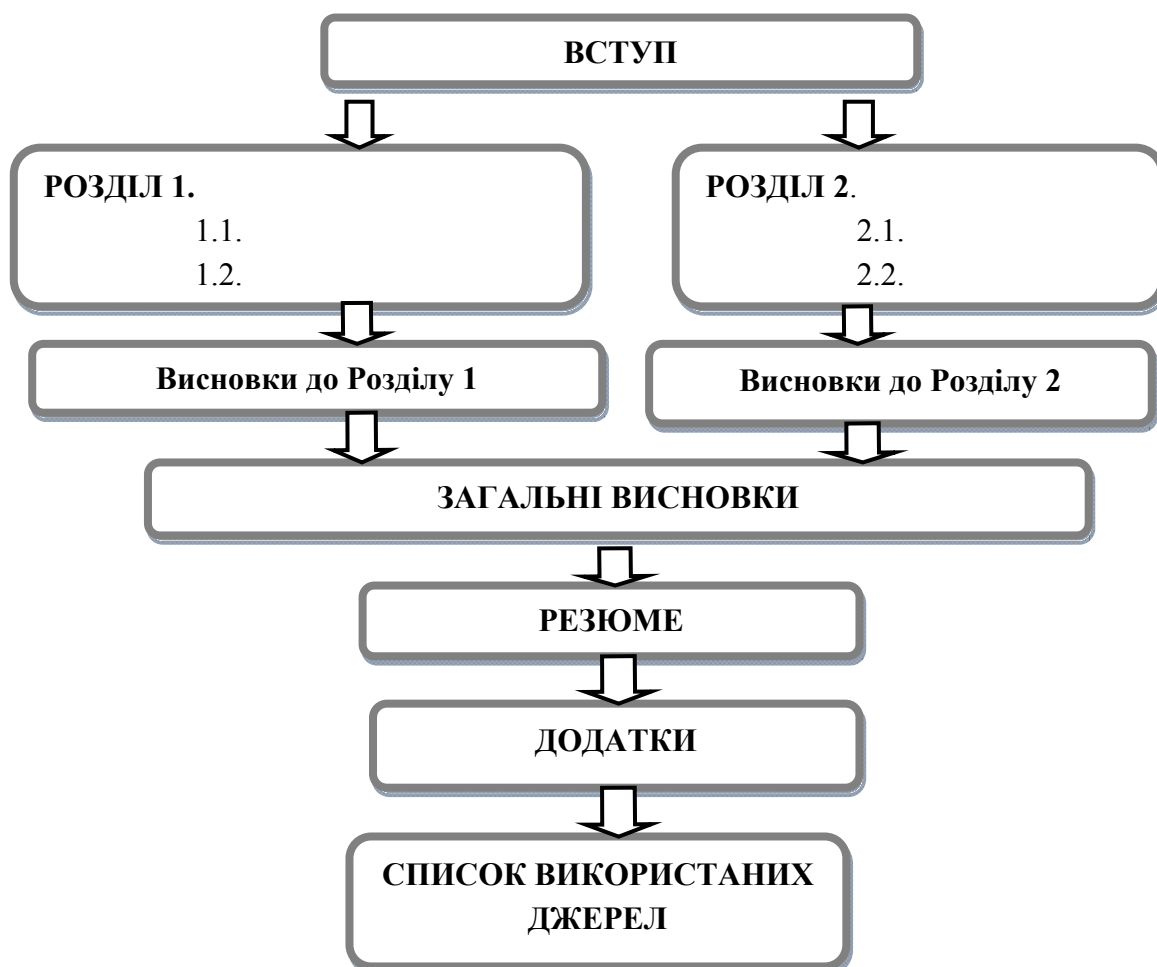 ВСТУП
РОЗДІЛ 1.
1.1.
1.2.
РОЗДІЛ 2.
2.1.
2.2.
Висновки до Розділу 1
Висновки до Розділу 2
ЗАГАЛЬНІ ВИСНОВКИ
РЕЗЮМЕ
ДОДАТКИ
СПИСОК ВИКОРИСТАНИХ
ДЖЕРЕЛ